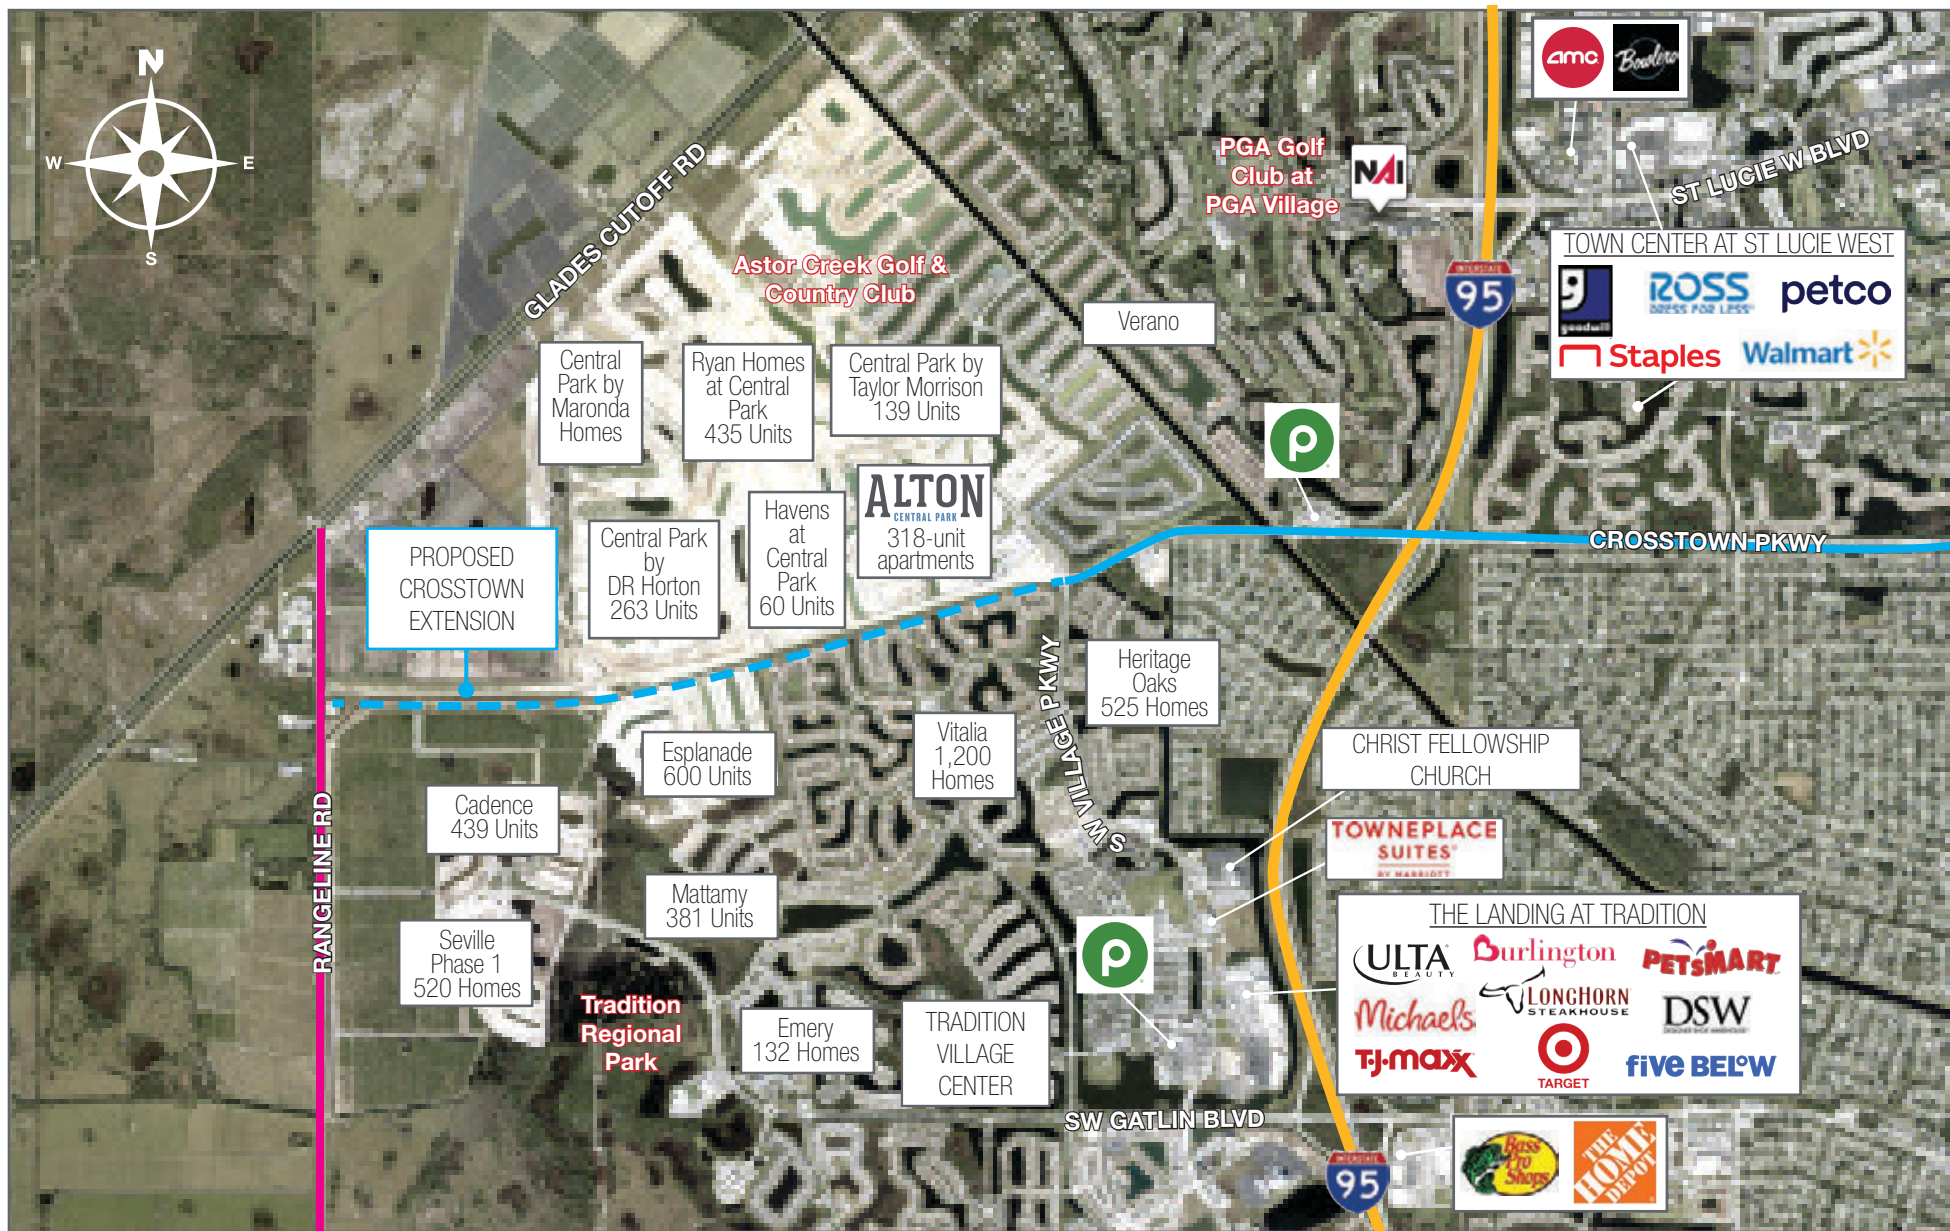 N
W
E
S
GLADES CUTOFF RD
amc
Bowlero
ST LUCIE W BLVD
PGA Golf
Club at
PGA Village
NAI
TOWN CENTER AT ST LUCIE WEST
goodwill
ROSS
DRESS FOR LESS
petco
Staples
Walmart
INTERSTATE
95
Astor Creek Golf &
Country Club
Verano
Central
Park by
Maronda
Homes
Ryan Homes
at Central
Park
435 Units
Central Park by
Taylor Morrison
139 Units
ALTON
CENTRAL PARK
318-unit
apartments
Havens
at
Central
Park
60 Units
Central Park
by
DR Horton
263 Units
PROPOSED
CROSSTOWN
EXTENSION
p
CROSSTOWN PKWY
SW VILLAGE PKWY
Heritage
Oaks
525 Homes
Vitalia
1,200
Homes
Esplanade
600 Units
CHRIST FELLOWSHIP
CHURCH
Cadence
439 Units
RANGELINE RD
TOWNEPLACE
SUITES
BY MARRIOTT
Mattamy
381 Units
Seville
Phase 1
520 Homes
Tradition
Regional
Park
p
THE LANDING AT TRADITION
ULTA
BEAUTY
Burlington
PETSMART
Michaels
LONGHORN
STEAKHOUSE
DSW
DESIGNER SHOE WAREHOUSE
T.J.maxx
TARGET
five BELOW
Emery
132 Homes
TRADITION
VILLAGE
CENTER
SW GATLIN BLVD
INTERSTATE
95
Bass
Pro
Shops
THE
HOME
DEPOT